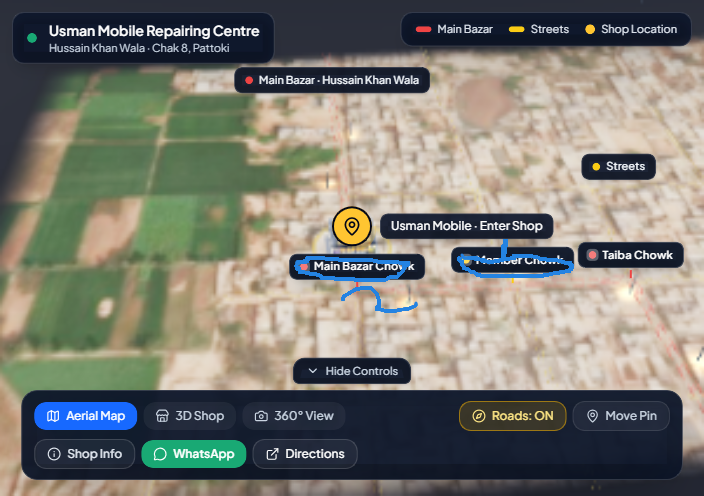 Usman Mobile Repairing Centre
Hussain Khan Wala · Chak 8, Pattoki
Main Bazar
Streets
Shop Location
Main Bazar · Hussain Khan Wala
Streets
Usman Mobile · Enter Shop
Main Bazar Chowk
Member Chowk
Taiba Chowk
Hide Controls
Aerial Map
3D Shop
360° View
Roads: ON
Move Pin
Shop Info
WhatsApp
Directions